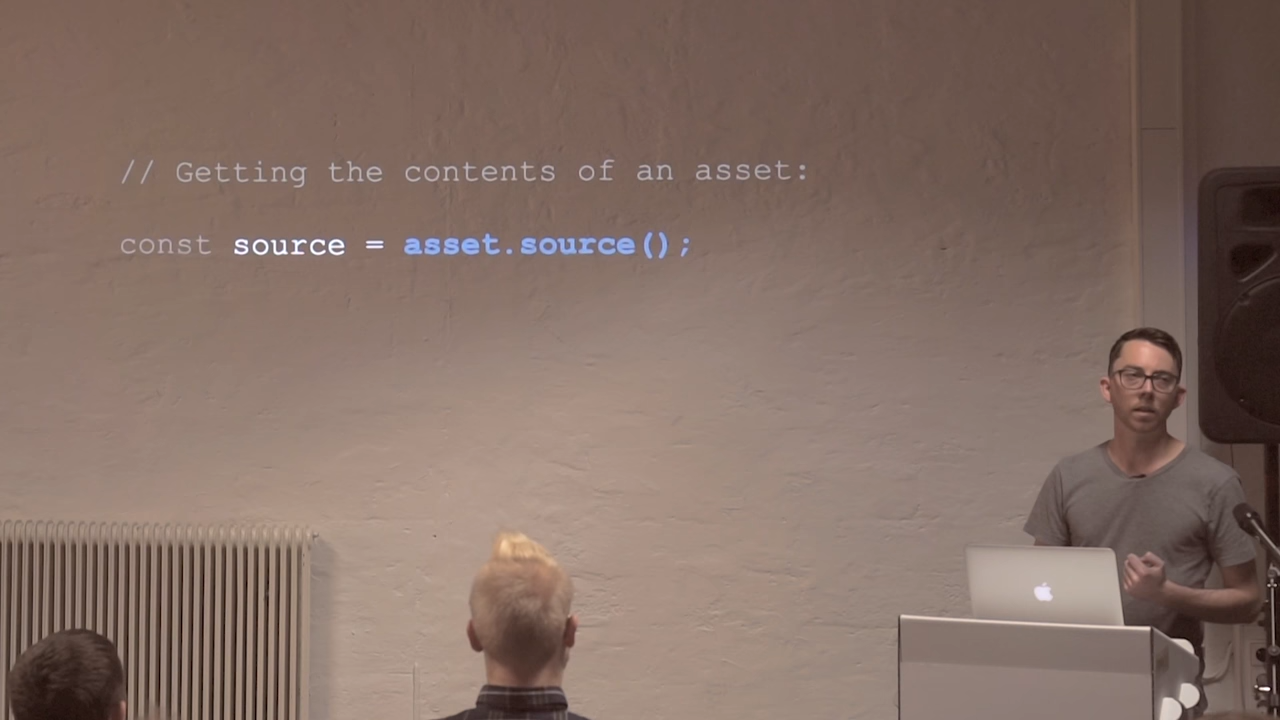 // Getting the contents of an asset:
const source = asset.source();